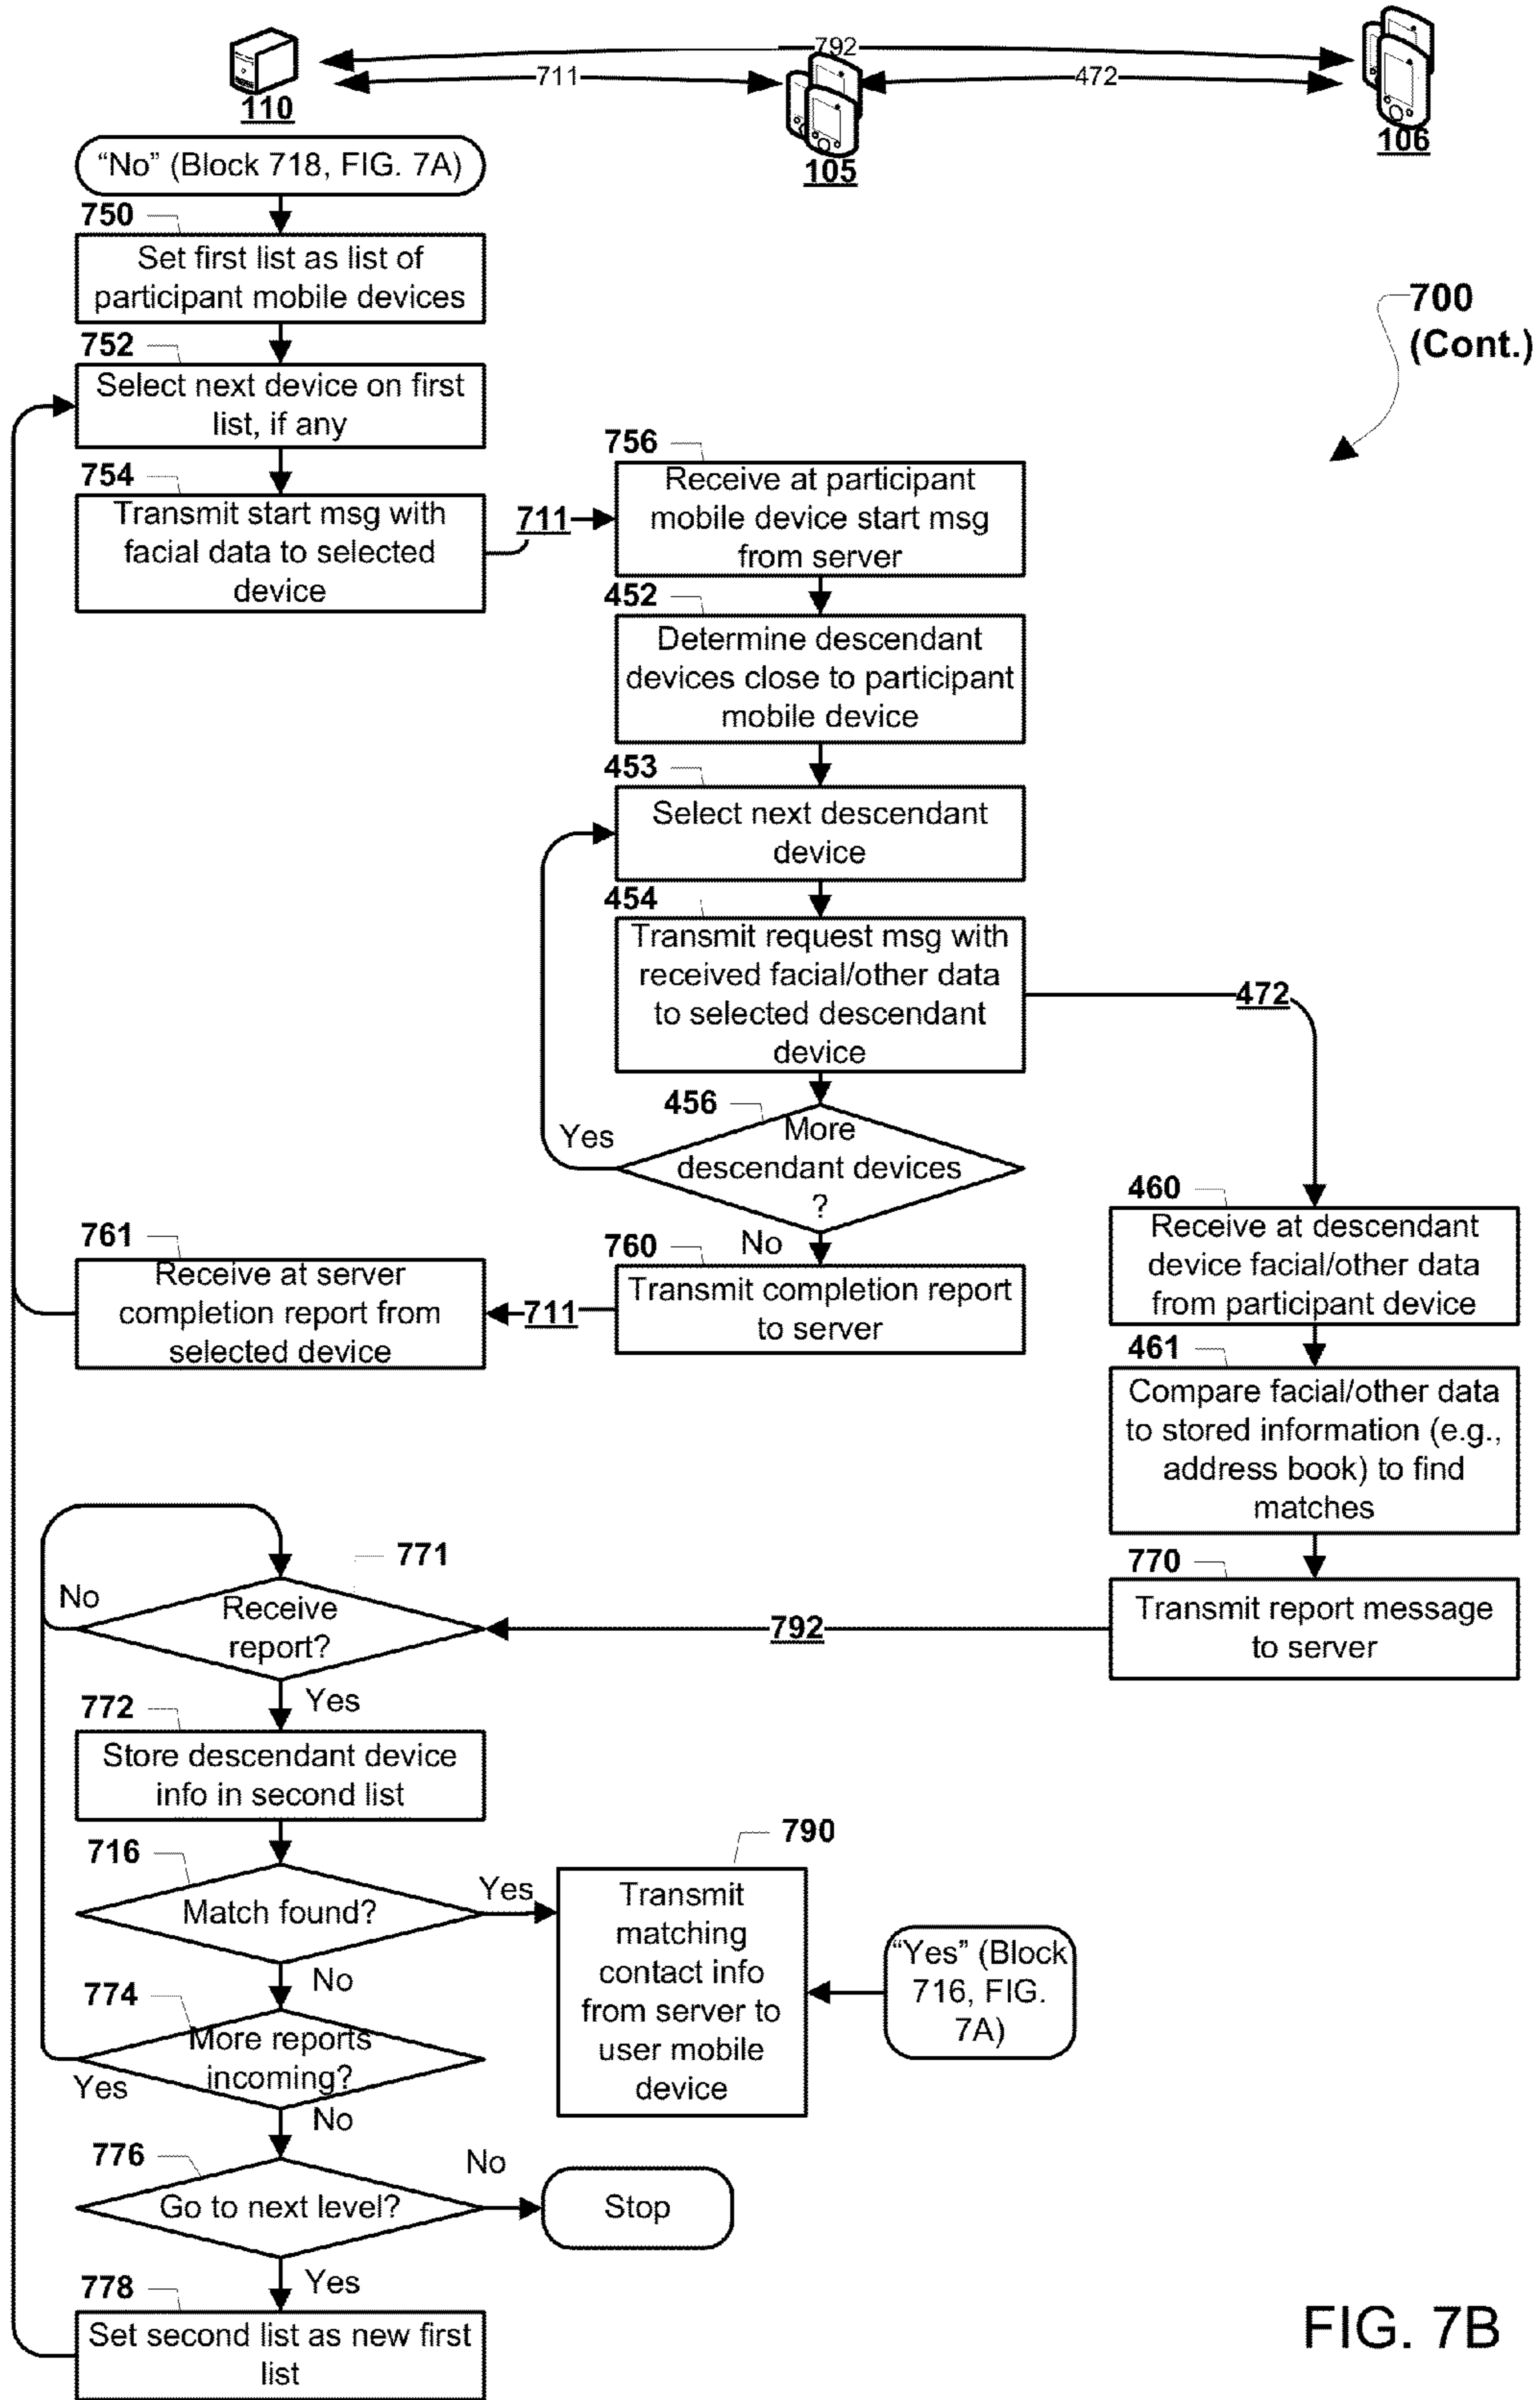 792
711
472
110
105
106
"No" (Block 718, FIG. 7A)
700
(Cont.)
750
Set first list as list of
participant mobile devices
752
Select next device on first
list, if any
754
Transmit start msg with
facial data to selected
device
711
756
Receive at participant
mobile device start msg
from server
452
Determine descendant
devices close to participant
mobile device
453
Select next descendant
device
454
Transmit request msg with
received facial/other data
to selected descendant
device
472
456
More
descendant devices
?
Yes
No
760
Transmit completion report
to server
711
761
Receive at server
completion report from
selected device
460
Receive at descendant
device facial/other data
from participant device
461
Compare facial/other data
to stored information (e.g.,
address book) to find
matches
770
Transmit report message
to server
792
771
Receive
report?
No
Yes
772
Store descendant device
info in second list
716
Match found?
Yes
No
790
Transmit
matching
contact info
from server to
user mobile
device
"Yes" (Block
716, FIG.
7A)
774
More reports
incoming?
Yes
No
776
Go to next level?
No
Stop
Yes
778
Set second list as new first
list
FIG. 7B